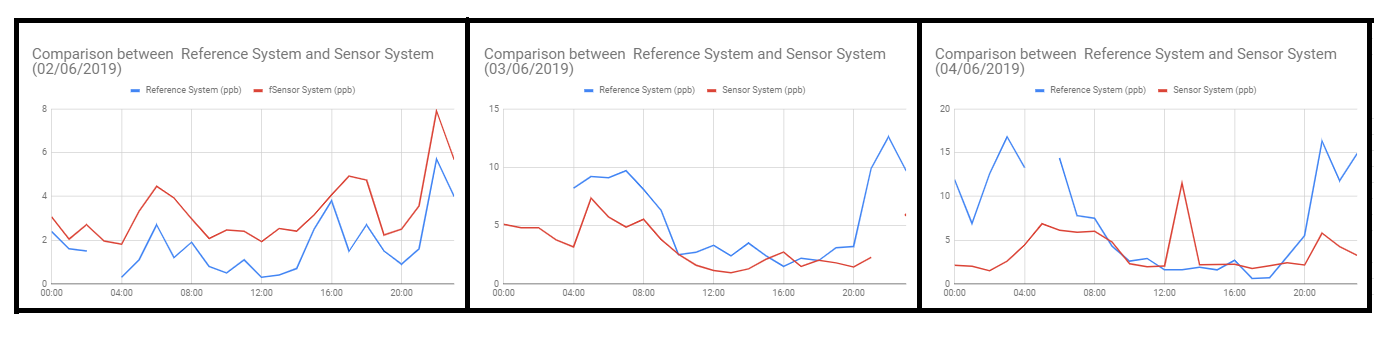 Comparison between  Reference System and Sensor System
(02/06/2019)
Reference System (ppb) fSensor System (ppb)
8
6
4
2
0
00:00 04:00 08:00 12:00 16:00 20:00
Comparison between  Reference System and Sensor System
(03/06/2019)
Reference System (ppb) Sensor System (ppb)
15
10
5
0
00:00 04:00 08:00 12:00 16:00 20:00
Comparison between  Reference System and Sensor System
(04/06/2019)
Reference System (ppb) Sensor System (ppb)
20
15
10
5
0
00:00 04:00 08:00 12:00 16:00 20:00